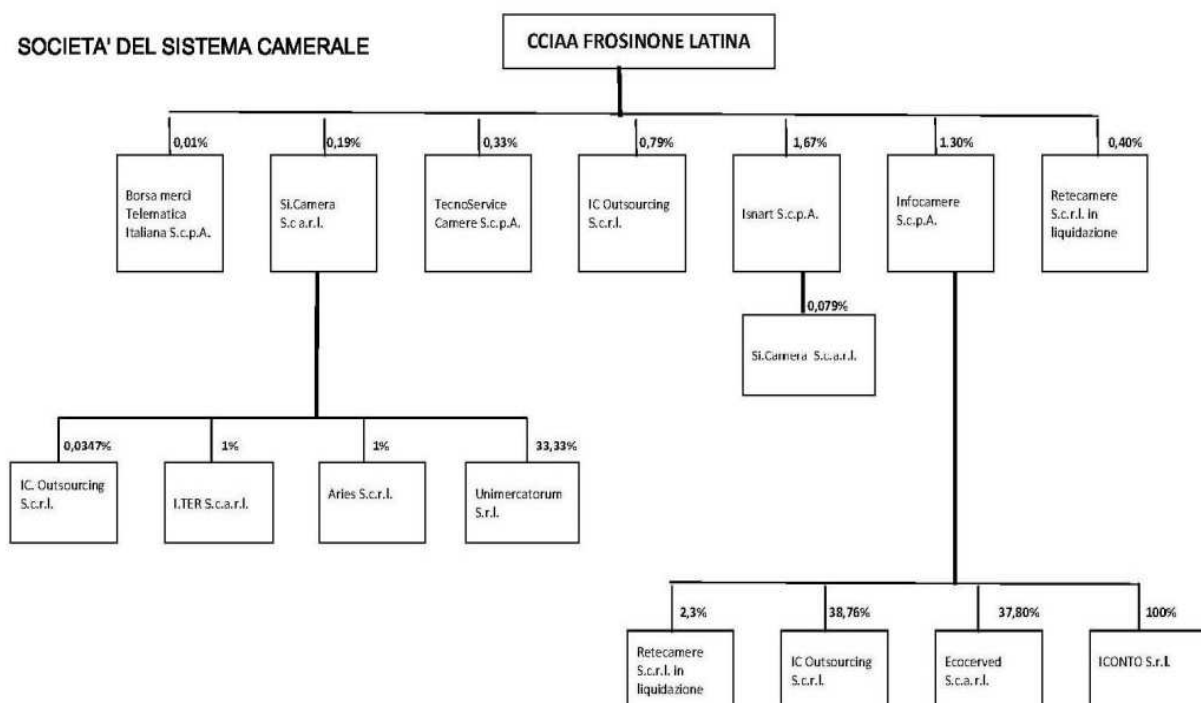 SOCIETA' DEL SISTEMA CAMERALE
CCIAA FROSINONE LATINA
0,01%
0,19%
0,33%
0,79%
1,67%
1.30%
0,40%
Borsa merci
Telematica
Italiana S.c.p.A.
Si.Camera
S.c a.r.l.
TecnoService
Camere S.c.p.A.
IC Outsourcing
S.c.r.l.
Isnart S.c.p.A.
Infocamere
S.c.p.A.
Retecamere
S.c.r.l. in
liquidazione
0,079%
Si.Camera S.c.a.r.l.
0,0347%
1%
1%
33,33%
IC. Outsourcing
S.c.r.l.
I.TER S.c.a.r.l.
Aries S.c.r.l.
Unimercatorum
S.r.l.
2,3%
38,76%
37,80%
100%
Retecamere
S.c.r.l. in
liquidazione
IC Outsourcing
S.c.r.l.
Ecocerved
S.c.a.r.l.
ICONTO S.r.l.